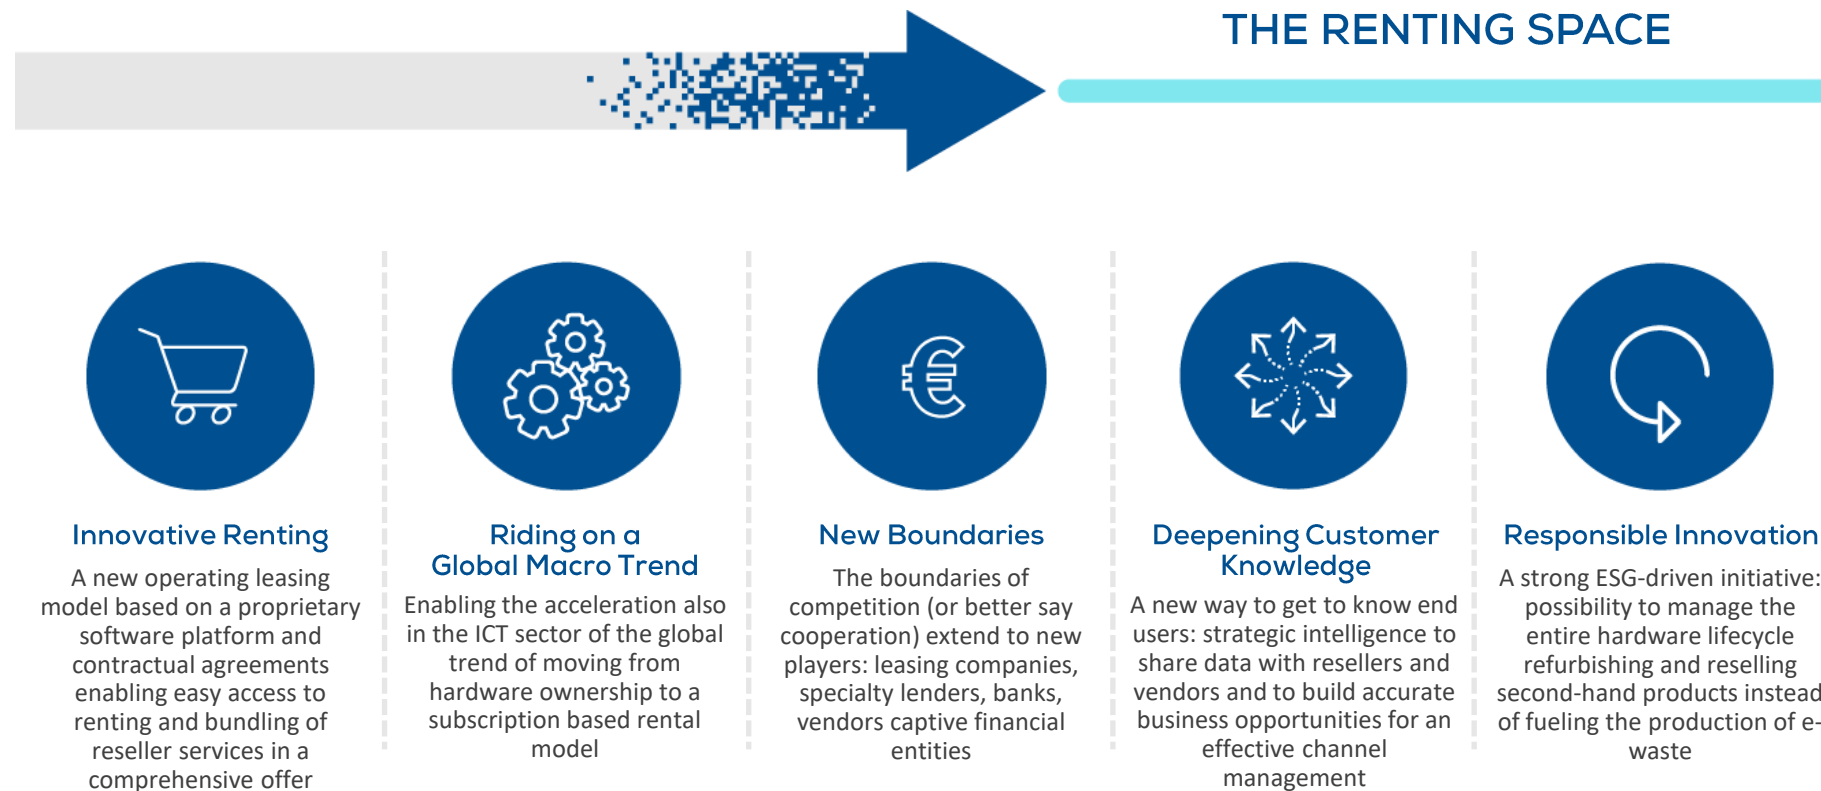 THE RENTING SPACE
Innovative Renting
A new operating leasing
model based on a proprietary
software platform and
contractual agreements
enabling easy access to
renting and bundling of
reseller services in a
comprehensive offer
Riding on a
Global Macro Trend
Enabling the acceleration also
in the ICT sector of the global
trend of moving from
hardware ownership to a
subscription based rental
model
New Boundaries
The boundaries of
competition (or better say
cooperation) extend to new
players: leasing companies,
specialty lenders, banks,
vendors captive financial
entities
Deepening Customer
Knowledge
A new way to get to know end
users: strategic intelligence to
share data with resellers and
vendors and to build accurate
business opportunities for an
effective channel
management
Responsible Innovation
A strong ESG-driven initiative:
possibility to manage the
entire hardware lifecycle
refurbishing and reselling
second-hand products instead
of fueling the production of e-
waste